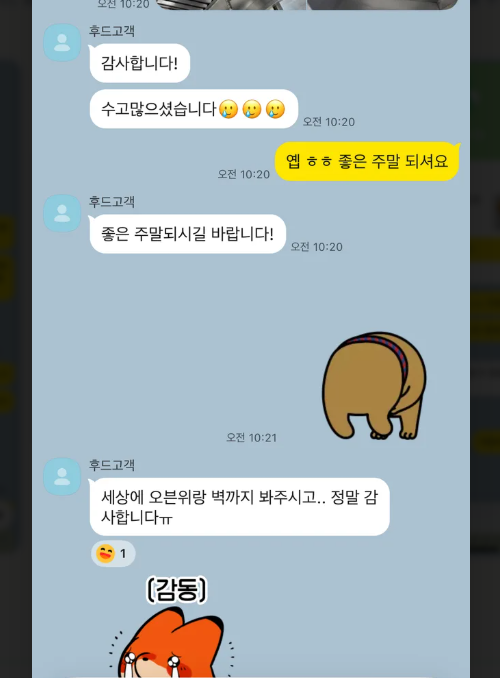 오전 10:20
후드고객
감사합니다!
수고많으셨습니다🥲🥲🥲
오전 10:20
옙 ㅎㅎ 좋은 주말 되셔요
오전 10:20
후드고객
좋은 주말되시길 바랍니다!
오전 10:20
오전 10:21
후드고객
세상에 오븐위랑 벽까지 봐주시고.. 정말 감
사합니다ㅠ
1
(감동)